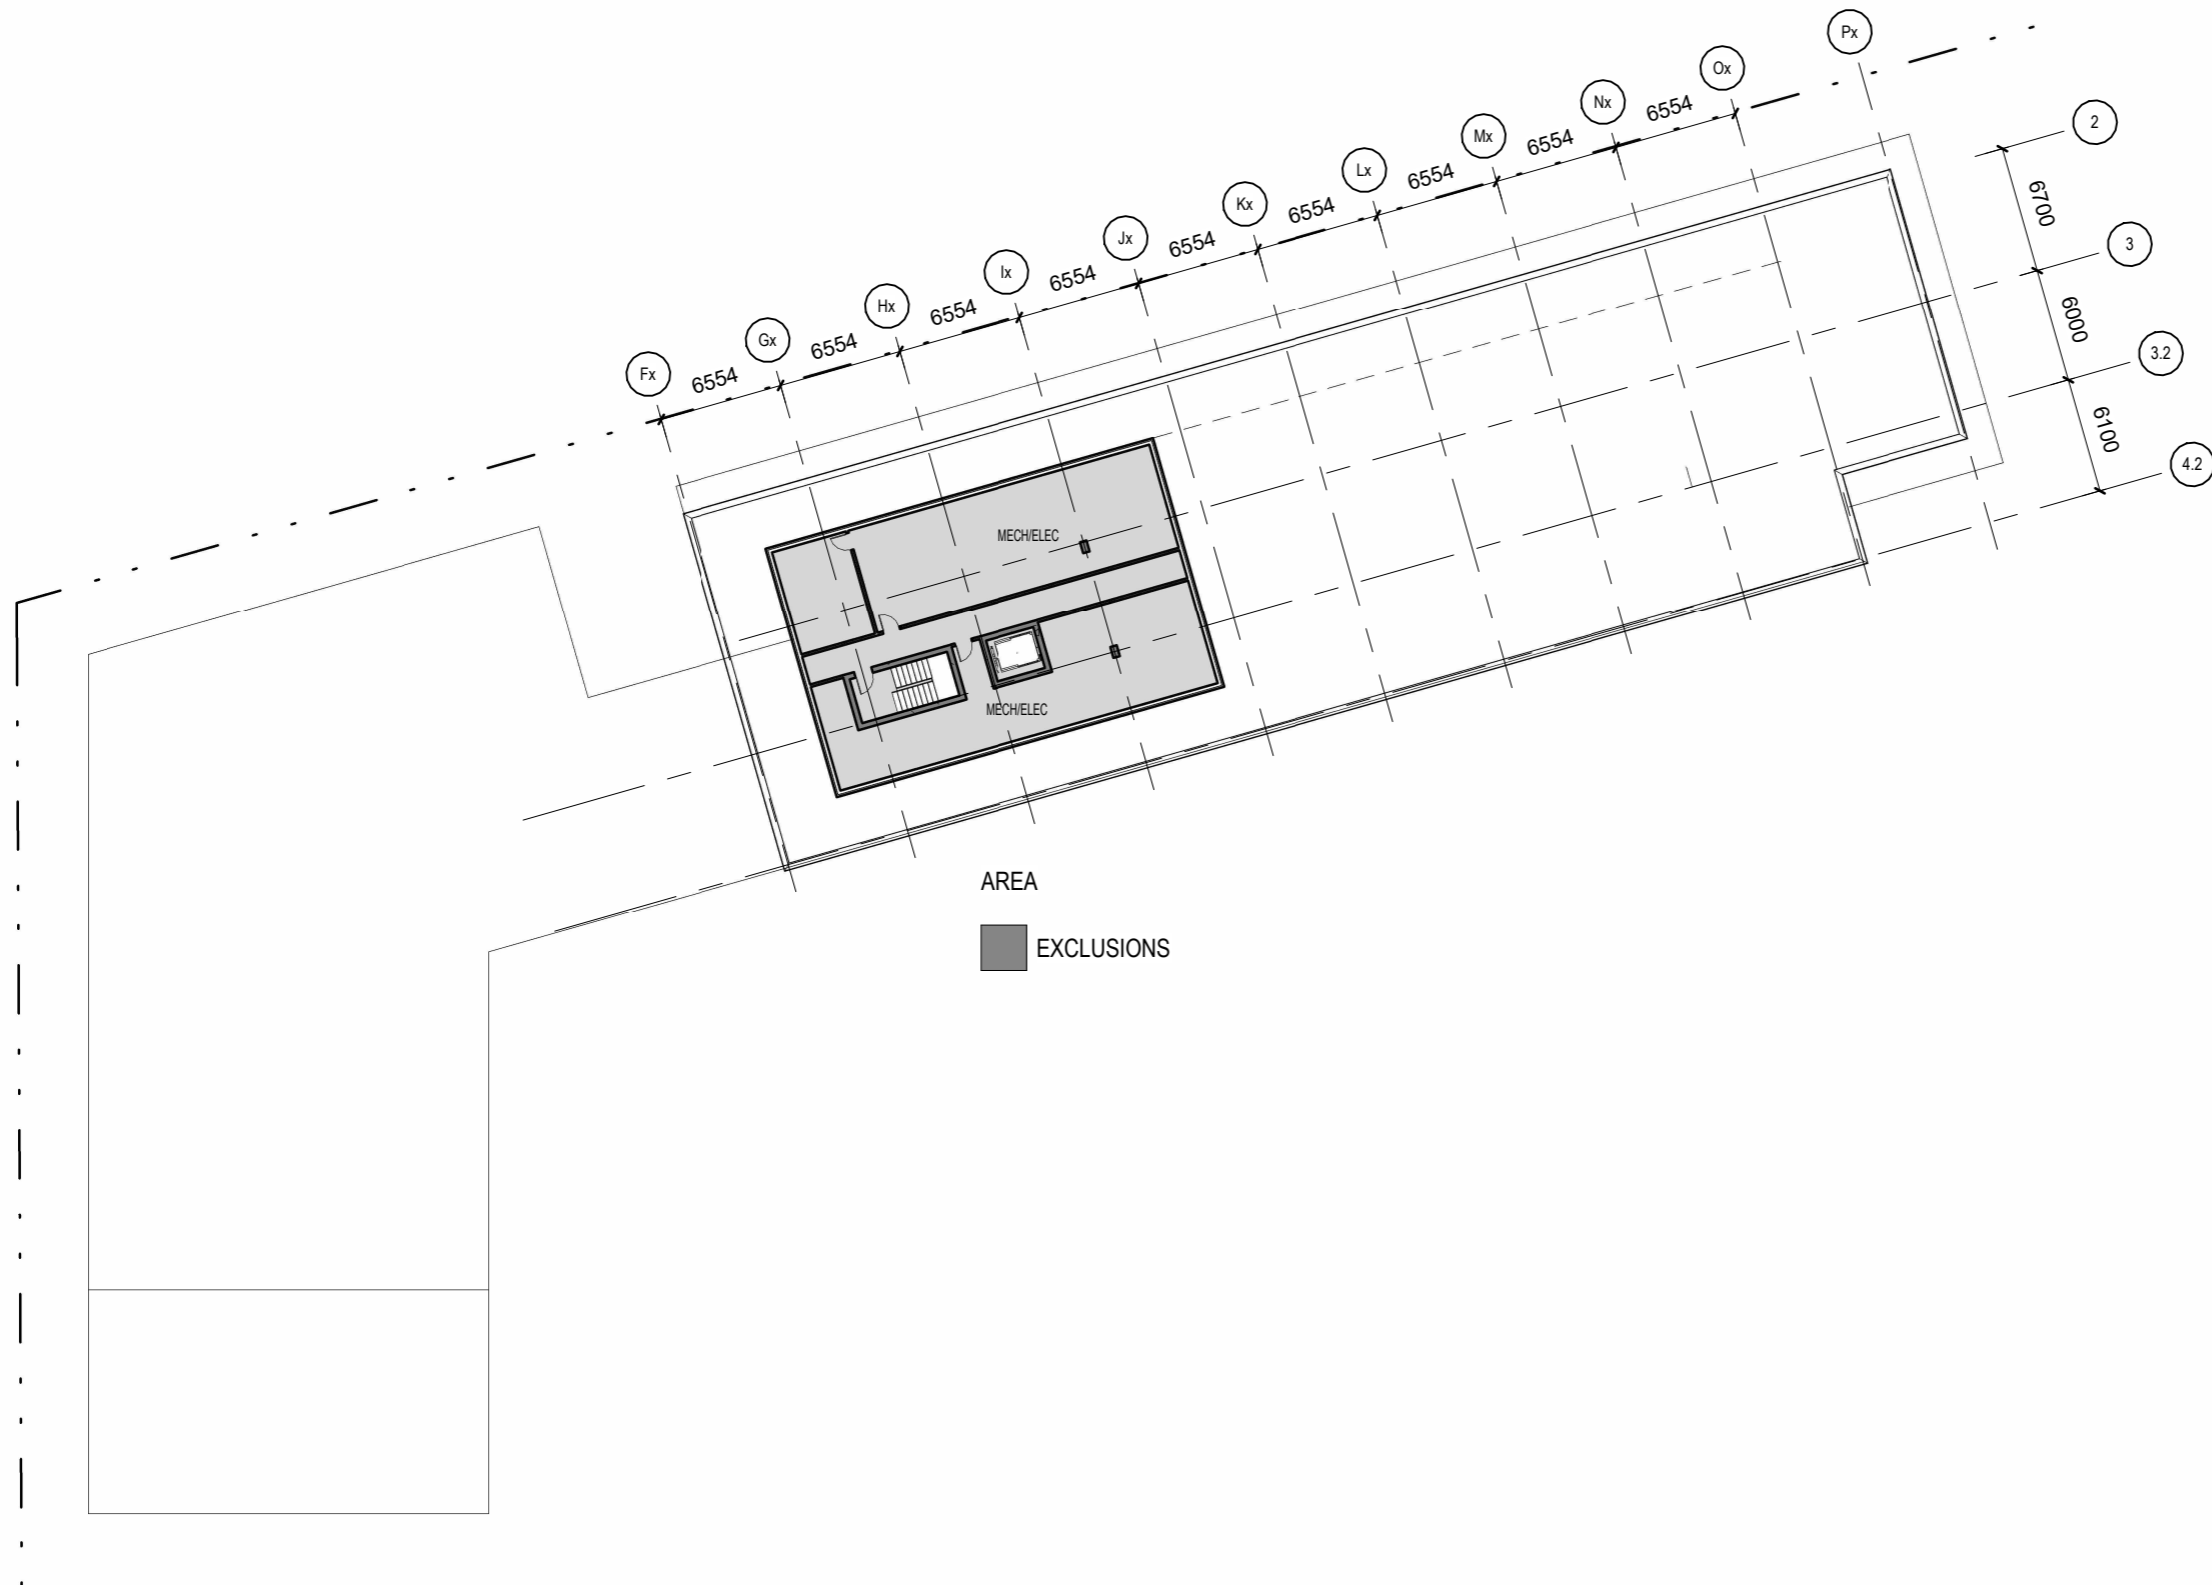 Px
Ox
Nx
Mx
Lx
Kx
Jx
Ix
Hx
Gx
Fx
6554
6554
6554
6554
6554
6554
6554
6554
6554
2
6700
3
6000
3.2
6100
4.2
MECH/ELEC
MECH/ELEC
AREA
EXCLUSIONS